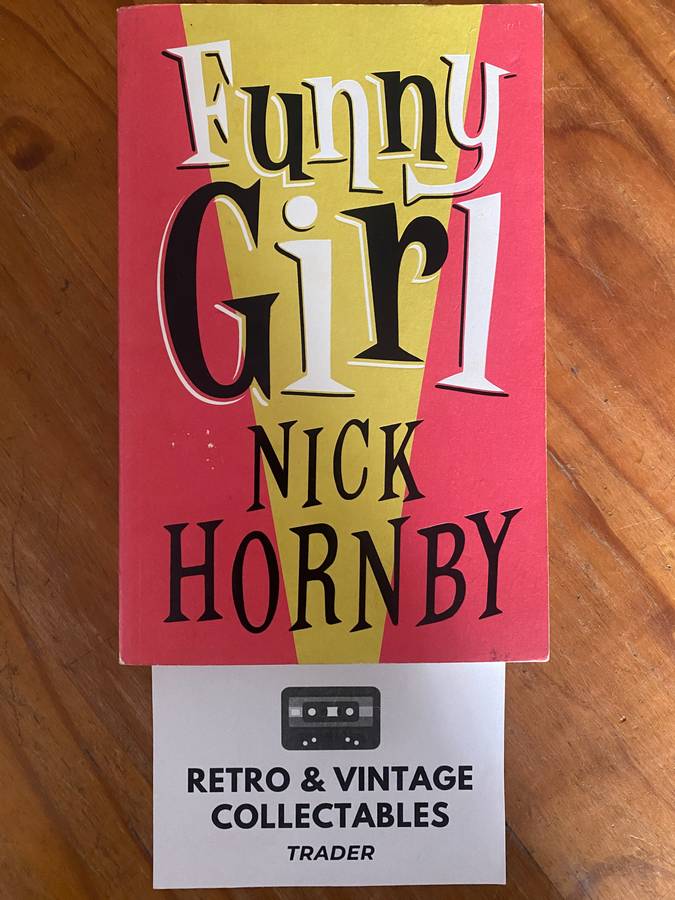 Funny
Girl
NICK
HORNBY
RETRO & VINTAGE
COLLECTABLES
TRADER